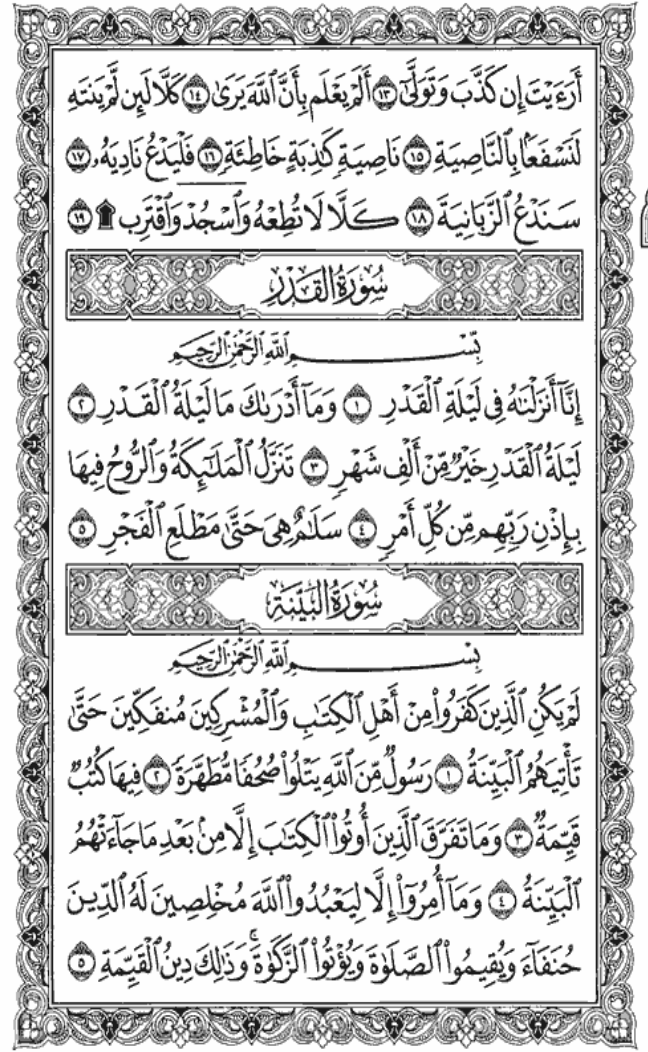 أَرَءَيْتَ إِن كَذَّبَ وَتَوَلَّىٰٓ ١٣ أَلَمْ يَعْلَم بِأَنَّ ٱللَّهَ يَرَىٰ ١٤ كَلَّا لَئِن لَّمْ يَنتَهِ
لَنَسْفَعًۢا بِٱلنَّاصِيَةِ ١٥ نَاصِيَةٍ كَٰذِبَةٍ خَاطِئَةٍ ١٦ فَلْيَدْعُ نَادِيَهُۥ ١٧
سَنَدْعُ ٱلزَّبَانِيَةَ ١٨ كَلَّا لَا تُطِعْهُ وَٱسْجُدْ وَٱقْتَرِب ۩ ١٩
سُورَةُ القَدْرِ
بِّسْمِ ٱللَّهِ ٱلرَّحْمَٰنِ ٱلرَّحِيمِ
إِنَّآ أَنزَلْنَٰهُ فِى لَيْلَةِ ٱلْقَدْرِ ١ وَمَآ أَدْرَىٰكَ مَا لَيْلَةُ ٱلْقَدْرِ ٢
لَيْلَةُ ٱلْقَدْرِ خَيْرٌ مِّنْ أَلْفِ شَهْرٍ ٣ تَنَزَّلُ ٱلْمَلَٰٓئِكَةُ وَٱلرُّوحُ فِيهَا
بِإِذْنِ رَبِّهِم مِّن كُلِّ أَمْرٍ ٤ سَلَٰمٌ هِىَ حَتَّىٰ مَطْلَعِ ٱلْفَجْرِ ٥
سُورَةُ البَيِّنَةِ
بِّسْمِ ٱللَّهِ ٱلرَّحْمَٰنِ ٱلرَّحِيمِ
لَمْ يَكُنِ ٱلَّذِينَ كَفَرُوا۟ مِنْ أَهْلِ ٱلْكِتَٰبِ وَٱلْمُشْرِكِينَ مُنفَكِّينَ حَتَّىٰ
تَأْتِيَهُمُ ٱلْبَيِّنَةُ ١ رَسُولٌ مِّنَ ٱللَّهِ يَتْلُوا۟ صُحُفًا مُّطَهَّرَةً ٢ فِيهَا كُتُبٌ
قَيِّمَةٌ ٣ وَمَا تَفَرَّقَ ٱلَّذِينَ أُوتُوا۟ ٱلْكِتَٰبَ إِلَّا مِنۢ بَعْدِ مَا جَآءَتْهُمُ
ٱلْبَيِّنَةُ ٤ وَمَآ أُمِرُوٓا۟ إِلَّا لِيَعْبُدُوا۟ ٱللَّهَ مُخْلِصِينَ لَهُ ٱلدِّينَ
حُنَفَآءَ وَيُقِيمُوا۟ ٱلصَّلَوٰةَ وَيُؤْتُوا۟ ٱلزَّكَوٰةَ ۚ وَذَٰلِكَ دِينُ ٱلْقَيِّمَةِ ٥